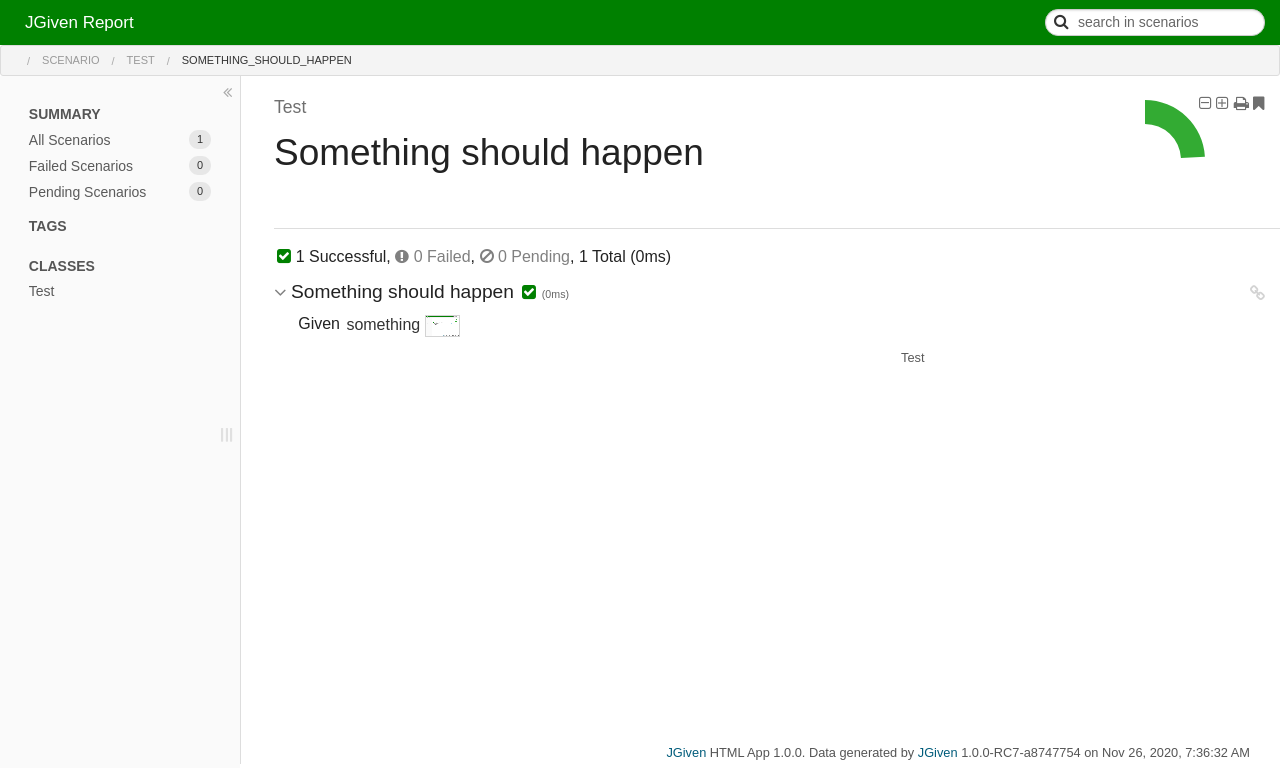 JGiven Report
search in scenarios
/ SCENARIO / TEST / SOMETHING_SHOULD_HAPPEN
SUMMARY
All Scenarios 1
Failed Scenarios 0
Pending Scenarios 0
TAGS
CLASSES
Test
Test
Something should happen
1 Successful, 0 Failed, 0 Pending, 1 Total (0ms)
Something should happen (0ms)
Given something
Test
JGiven HTML App 1.0.0. Data generated by JGiven 1.0.0-RC7-a8747754 on Nov 26, 2020, 7:36:32 AM